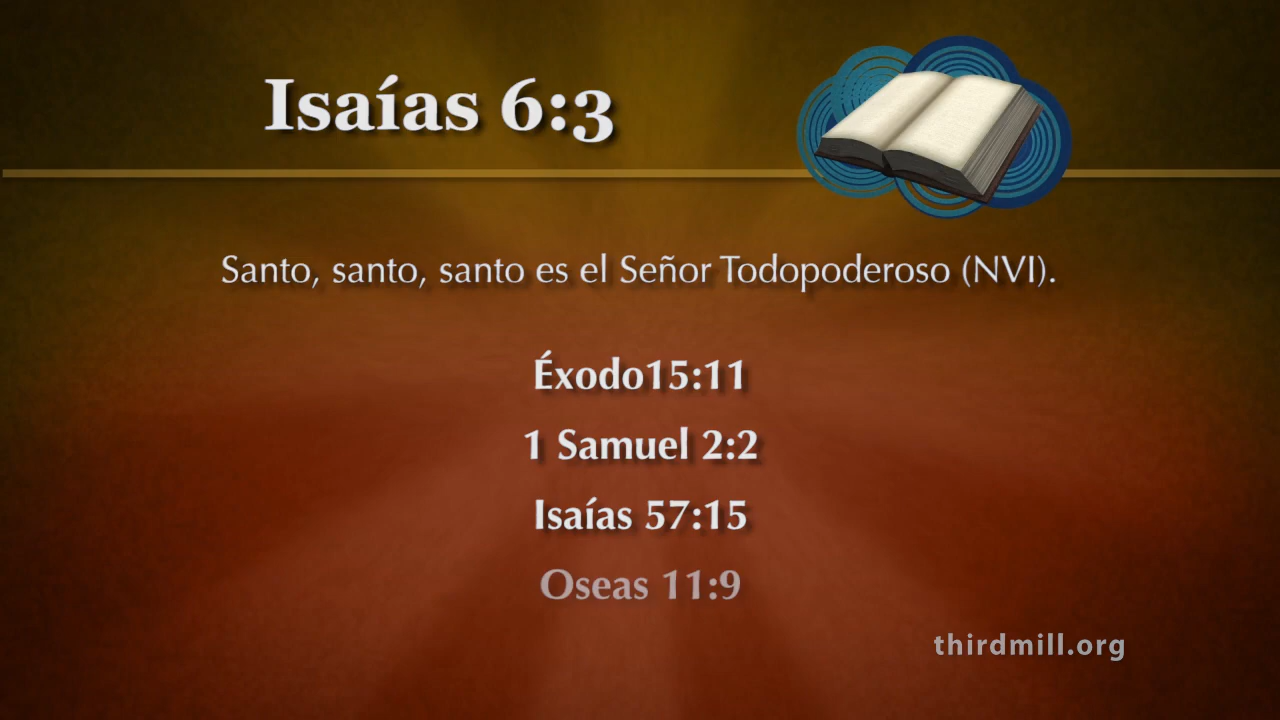 Isaías 6:3
Santo, santo, santo es el Señor Todopoderoso (NVI).
Éxodo15:11
1 Samuel 2:2
Isaías 57:15
Oseas 11:9
thirdmill.org